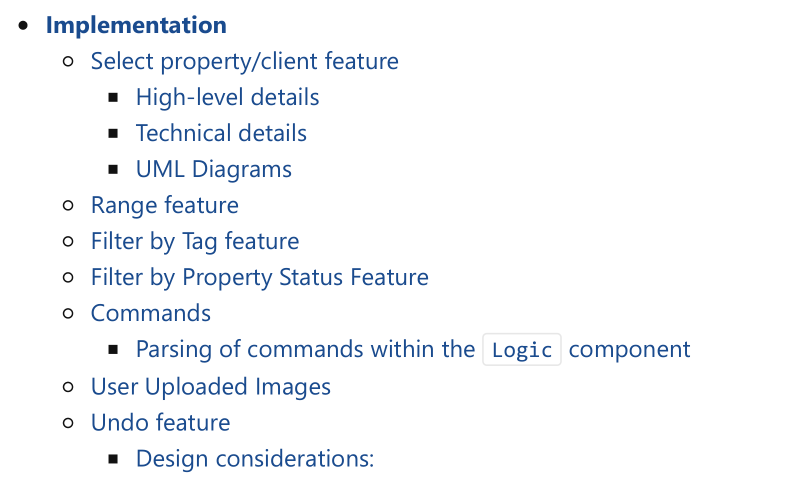 Implementation
Select property/client feature
High-level details
Technical details
UML Diagrams
Range feature
Filter by Tag feature
Filter by Property Status Feature
Commands
Parsing of commands within the Logic component
User Uploaded Images
Undo feature
Design considerations: